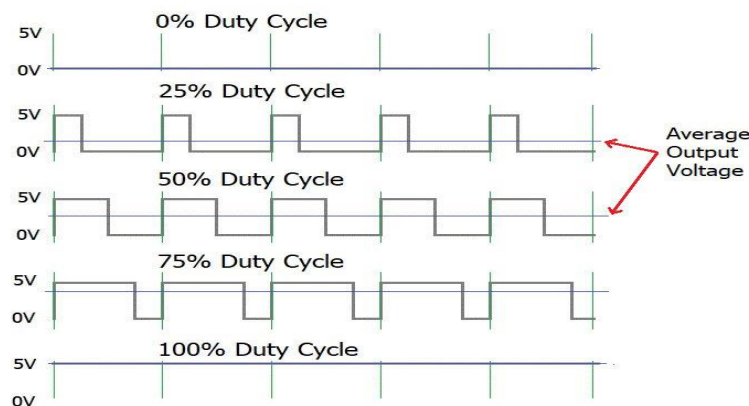 0% Duty Cycle
5V
0V
25% Duty Cycle
5V
0V
Average
Output
Voltage
50% Duty Cycle
5V
0V
75% Duty Cycle
5V
0V
100% Duty Cycle
5V
0V